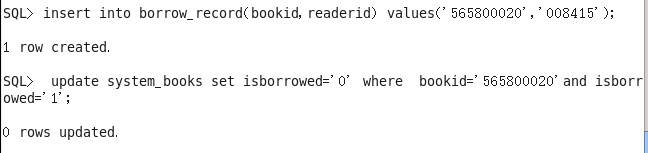 SQL> insert into borrow_record(bookid,readerid) values('565800020','008415');
1 row created.
SQL>  update system_books set isborrowed='0' where  bookid='565800020'and isborr
owed='1';
0 rows updated.